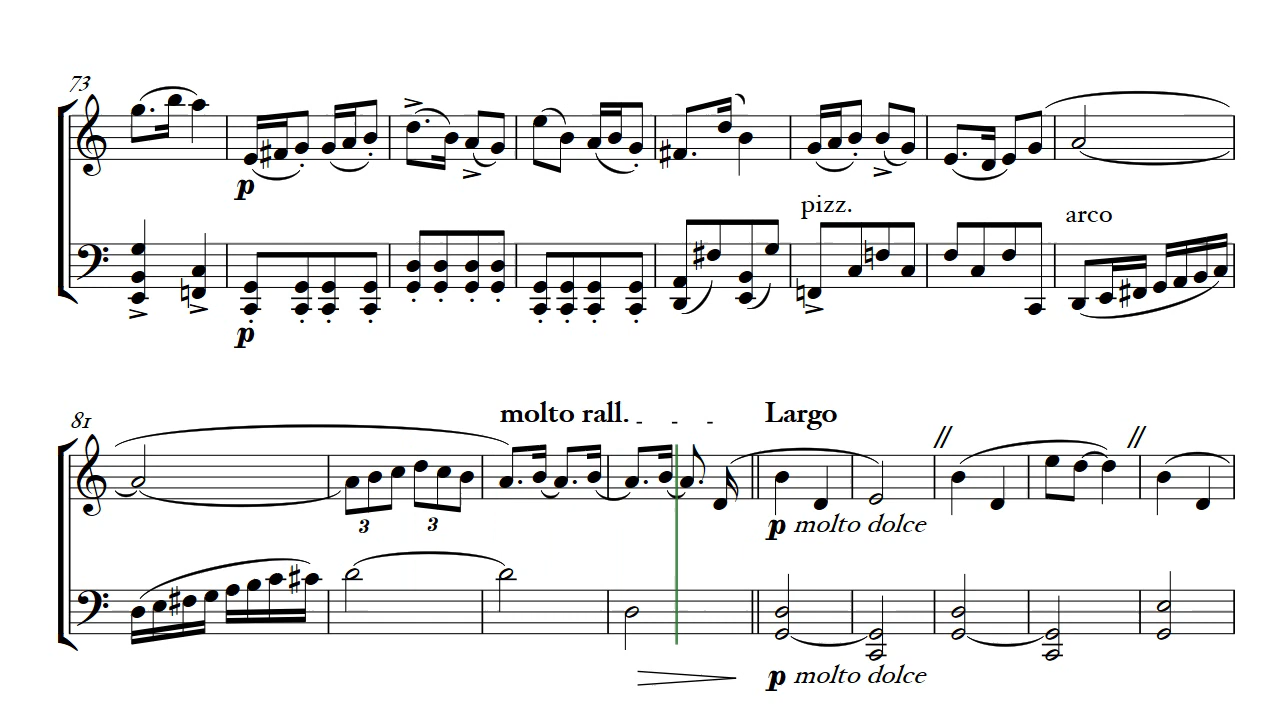 73
p
pizz.
arco
p
molto rall.
Largo
81
3
3
p molto dolce
p molto dolce